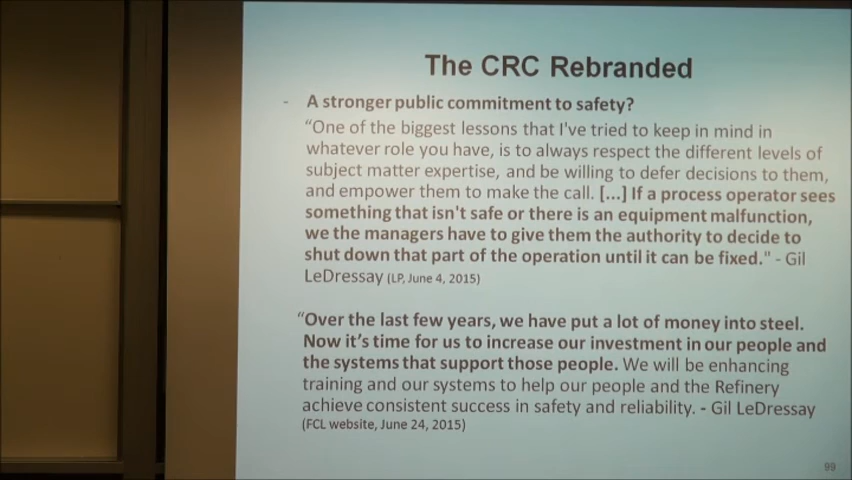 The CRC Rebranded
- A stronger public commitment to safety?
“One of the biggest lessons that I've tried to keep in mind in
whatever role you have, is to always respect the different levels of
subject matter expertise, and be willing to defer decisions to them,
and empower them to make the call. [...] If a process operator sees
something that isn't safe or there is an equipment malfunction,
we the managers have to give them the authority to decide to
shut down that part of the operation until it can be fixed." - Gil
LeDressay (LP, June 4, 2015)
“Over the last few years, we have put a lot of money into steel.
Now it’s time for us to increase our investment in our people and
the systems that support those people. We will be enhancing
training and our systems to help our people and the Refinery
achieve consistent success in safety and reliability. - Gil LeDressay
(FCL website, June 24, 2015)
99